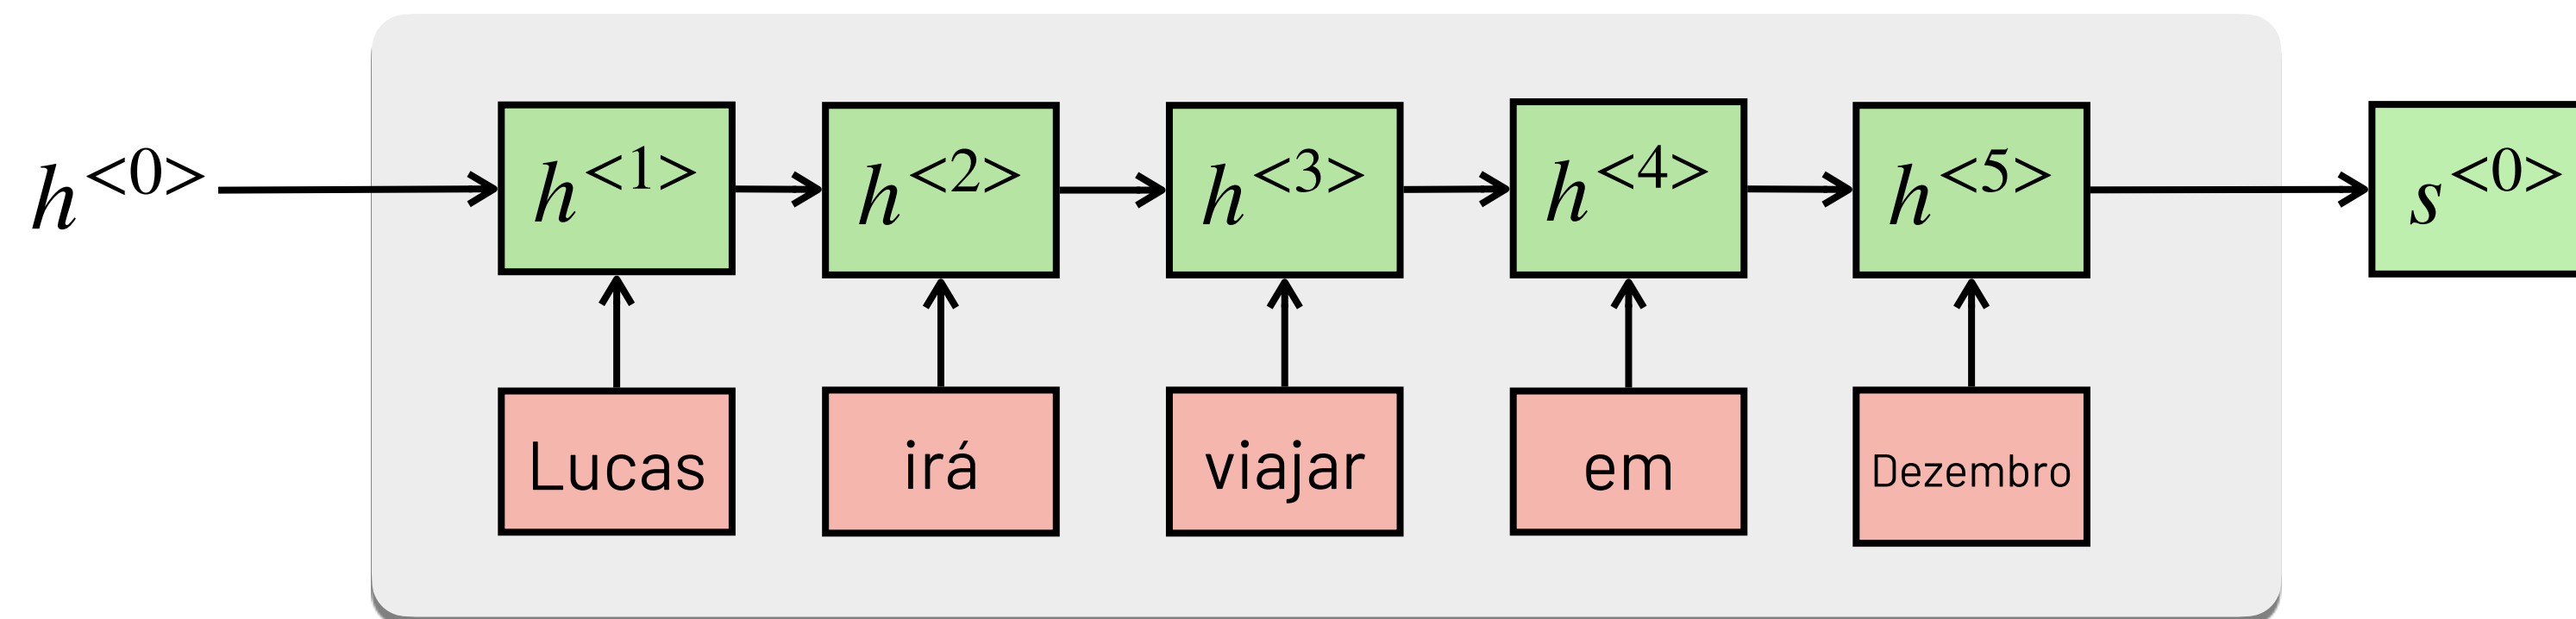 h<0> h<1> h<2> h<3> h<4> h<5> s<0>
Lucas irá viajar em Dezembro